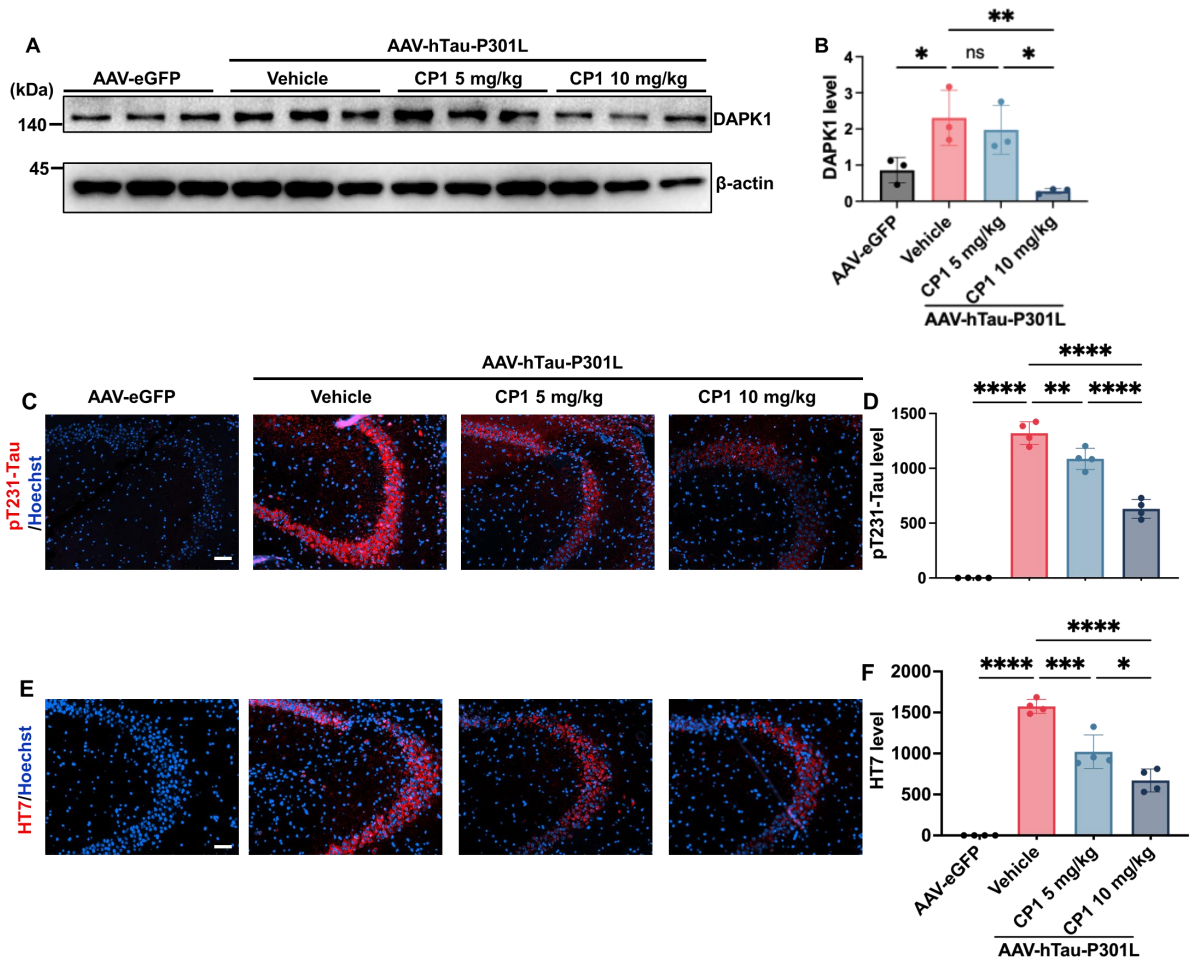 A
AAV-hTau-P301L
AAV-eGFP
Vehicle
CP1 5 mg/kg
CP1 10 mg/kg
(kDa)
140
DAPK1
45
β-actin
B
**
*
ns
*
DAPK1 level
4
3
2
1
0
AAV-eGFP
Vehicle
CP1 5 mg/kg
CP1 10 mg/kg
AAV-hTau-P301L
AAV-hTau-P301L
C
AAV-eGFP
Vehicle
CP1 5 mg/kg
CP1 10 mg/kg
pT231-Tau
/Hoechst
D
****
****
**
****
pT231-Tau level
1500
1000
500
0
E
HT7/Hoechst
F
****
****
***
*
HT7 level
2000
1500
1000
500
0
AAV-eGFP
Vehicle
CP1 5 mg/kg
CP1 10 mg/kg
AAV-hTau-P301L